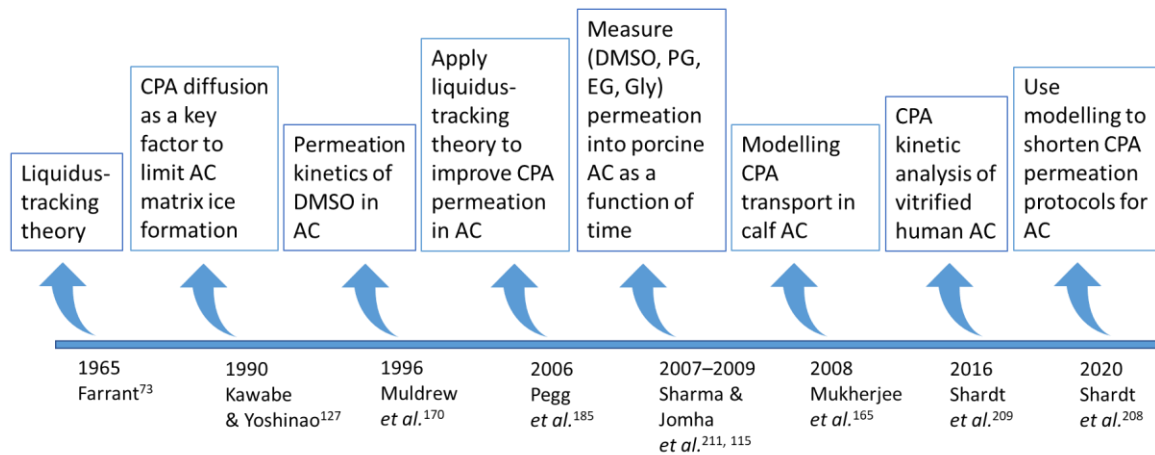 Liquidus-
tracking
theory
CPA diffusion
as a key
factor to
limit AC
matrix ice
formation
Permeation
kinetics of
DMSO in
AC
Apply
liquidus-
tracking
theory to
improve CPA
permeation
in AC
Measure
(DMSO, PG,
EG, Gly)
permeation
into porcine
AC as a
function of
time
Modelling
CPA
transport in
calf AC
CPA
kinetic
analysis of
vitrified
human AC
Use
modelling to
shorten CPA
permeation
protocols for
AC
1965
Farrant73
1990
Kawabe
& Yoshinao127
1996
Muldrew
et al.170
2006
Pegg
et al.185
2007–2009
Sharma &
Jomha
et al.211, 115
2008
Mukherjee
et al.165
2016
Shardt
et al.209
2020
Shardt
et al.208